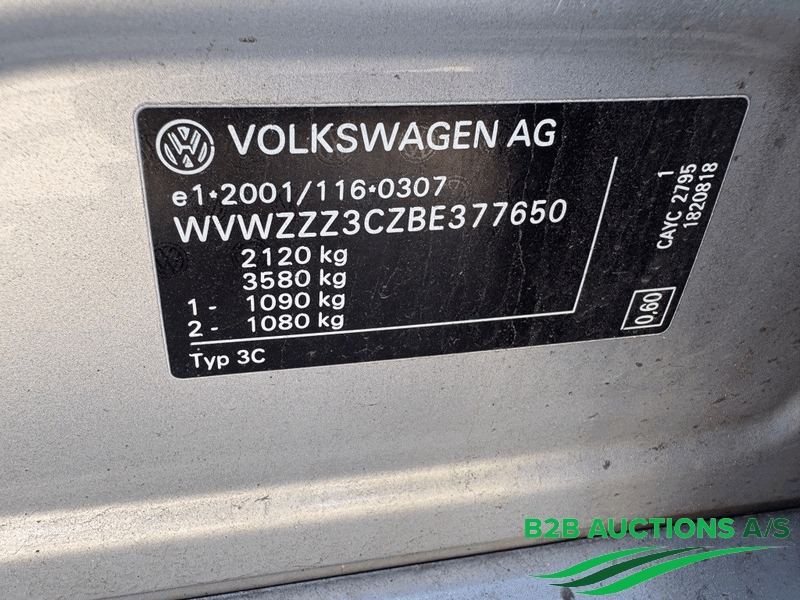 VOLKSWAGEN AG
e1*2001/116*0307
WVWZZZ3CZBE377650
2120 kg
3580 kg
1 - 1090 kg
2 - 1080 kg
Typ 3C
CAYC 2795 1
1820818
0,60
B2B AUCTIONS A/S